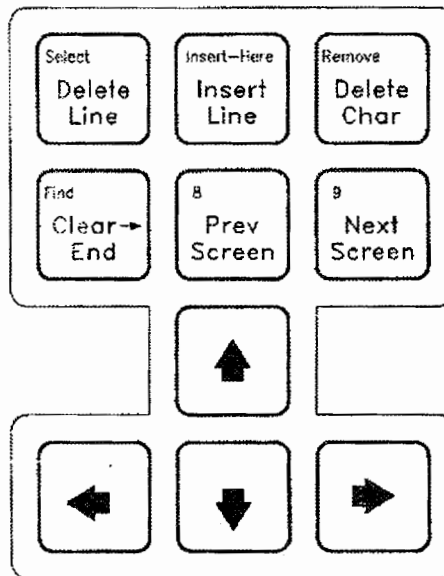 Select
Delete
Line
Insert-Here
Insert
Line
Remove
Delete
Char
Find
Clear→
End
8
Prev
Screen
9
Next
Screen